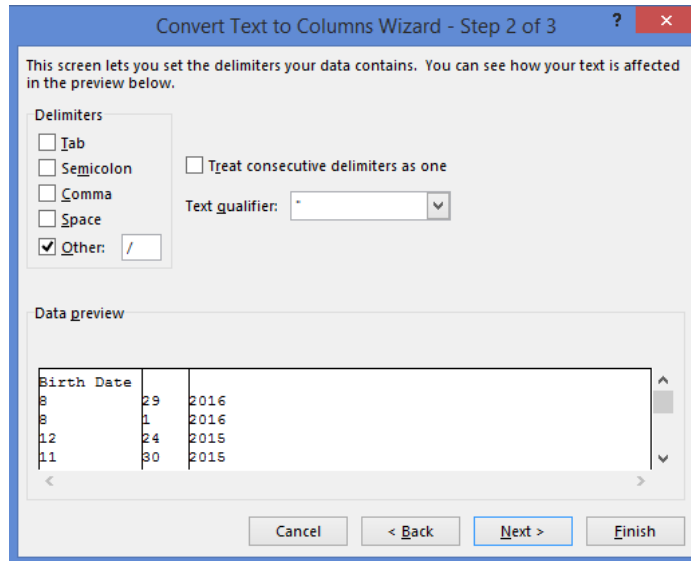 Convert Text to Columns Wizard - Step 2 of 3
?
This screen lets you set the delimiters your data contains. You can see how your text is affected
in the preview below.
Delimiters
Tab
Semicolon
Comma
Space
Other: /
Treat consecutive delimiters as one
Text qualifier: "
Data preview
Birth Date
8 29 2016
8 1 2016
12 24 2015
11 30 2015
Cancel < Back Next > Finish